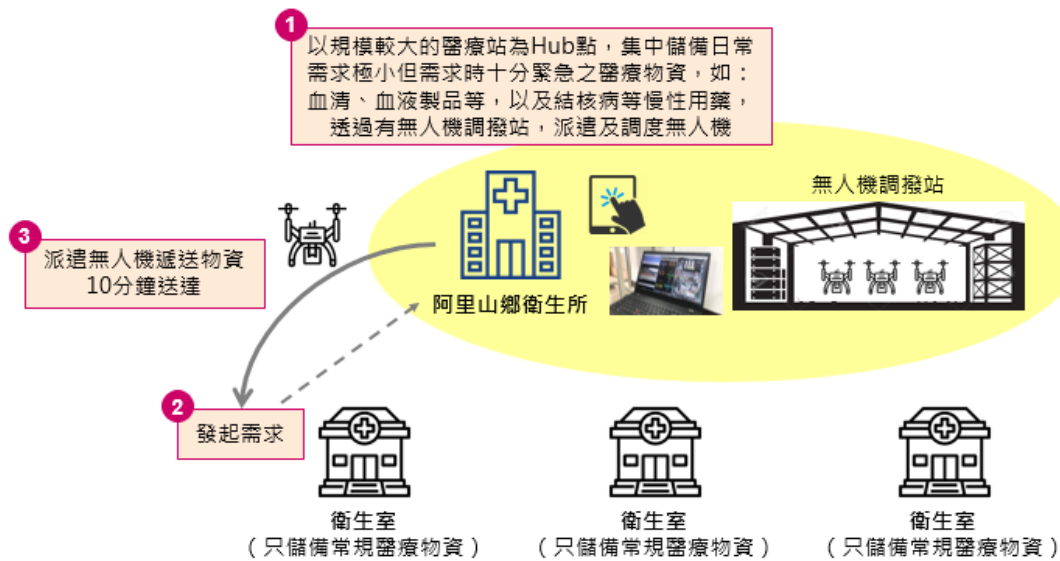 1
以規模較大的醫療站為Hub點，集中儲備日常
需求極小但需求時十分緊急之醫療物資，如：
血清、血液製品等，以及結核病等慢性用藥，
透過有無人機調撥站，派遣及調度無人機
無人機調撥站
3
派遣無人機遞送物資
10分鐘送達
阿里山鄉衛生所
2
發起需求
衛生室
（只儲備常規醫療物資）
衛生室
（只儲備常規醫療物資）
衛生室
（只儲備常規醫療物資）